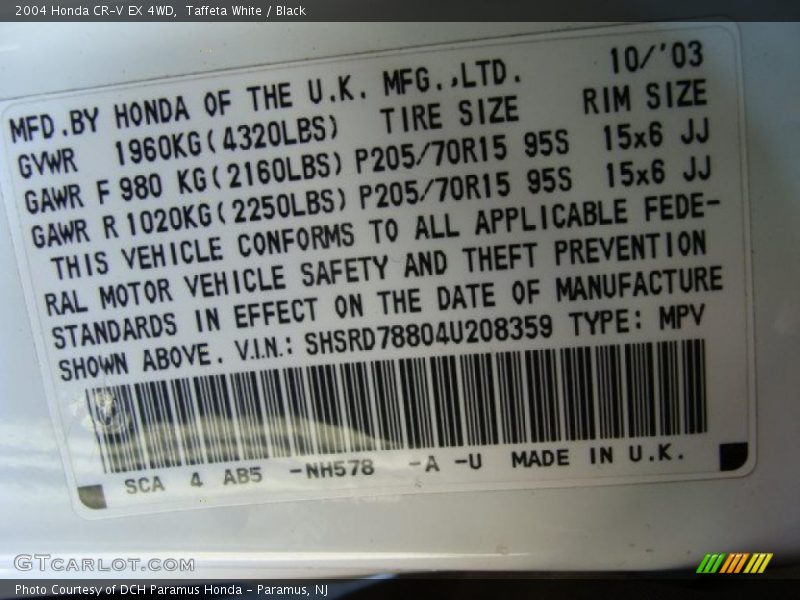 2004 Honda CR-V EX 4WD, Taffeta White / Black
MFD.BY HONDA OF THE U.K. MFG.,LTD. 10/'03
GVWR 1960KG(4320LBS) TIRE SIZE RIM SIZE
GAWR F 980 KG(2160LBS) P205/70R15 95S 15x6 JJ
GAWR R 1020KG(2250LBS) P205/70R15 95S 15x6 JJ
THIS VEHICLE CONFORMS TO ALL APPLICABLE FEDE-
RAL MOTOR VEHICLE SAFETY AND THEFT PREVENTION
STANDARDS IN EFFECT ON THE DATE OF MANUFACTURE
SHOWN ABOVE. V.I.N.: SHSRD78804U208359 TYPE: MPV
SCA 4 AB5 -NH578 -A -U MADE IN U.K.
GTCARLOT.COM
Photo Courtesy of DCH Paramus Honda - Paramus, NJ